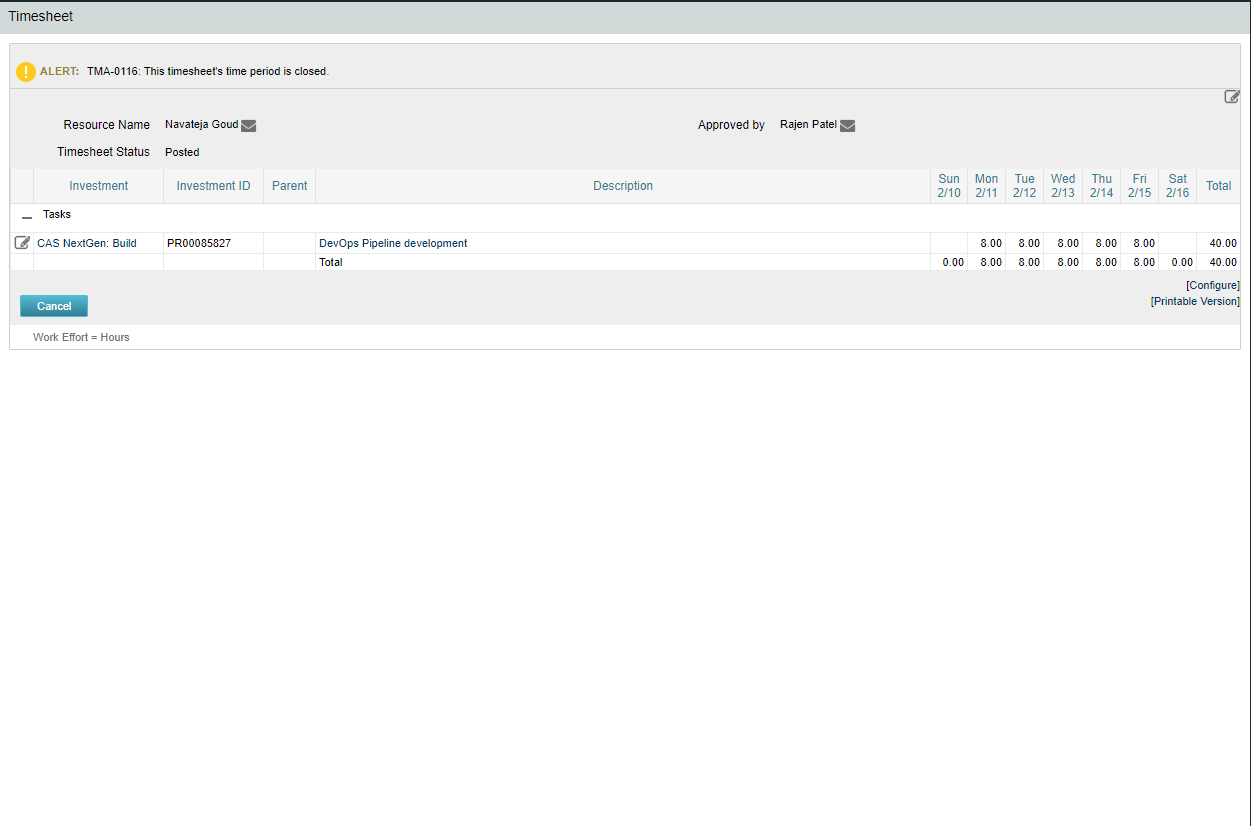 Timesheet
ALERT: TMA-0116: This timesheet's time period is closed.
Resource Name Navateja Goud Approved by Rajen Patel
Timesheet Status Posted
Investment Investment ID Parent Description Sun 2/10 Mon 2/11 Tue 2/12 Wed 2/13 Thu 2/14 Fri 2/15 Sat 2/16 Total
Tasks
CAS NextGen: Build PR00085827 DevOps Pipeline development 8.00 8.00 8.00 8.00 8.00 40.00
Total 0.00 8.00 8.00 8.00 8.00 8.00 0.00 40.00
[Configure]
[Printable Version]
Cancel
Work Effort = Hours